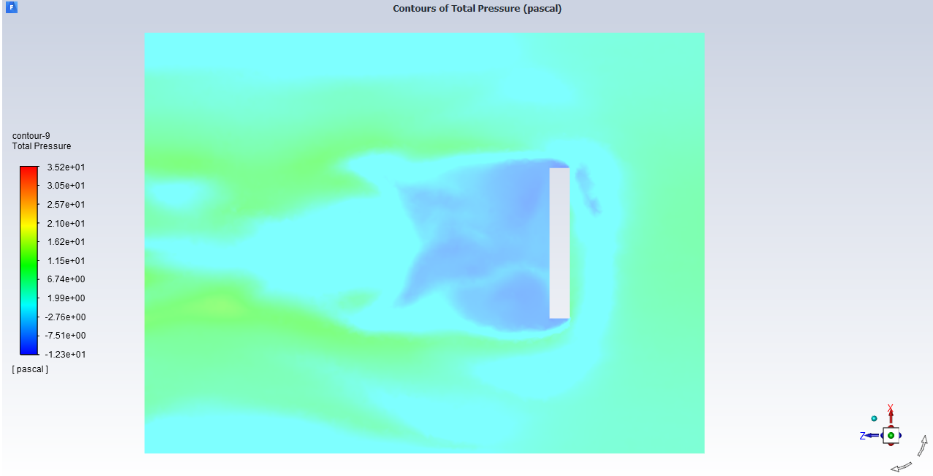 Contours of Total Pressure (pascal)
contour-9
Total Pressure
3.52e+01
3.05e+01
2.57e+01
2.10e+01
1.62e+01
1.15e+01
6.74e+00
1.99e+00
-2.76e+00
-7.51e+00
-1.23e+01
[ pascal ]
X
Z